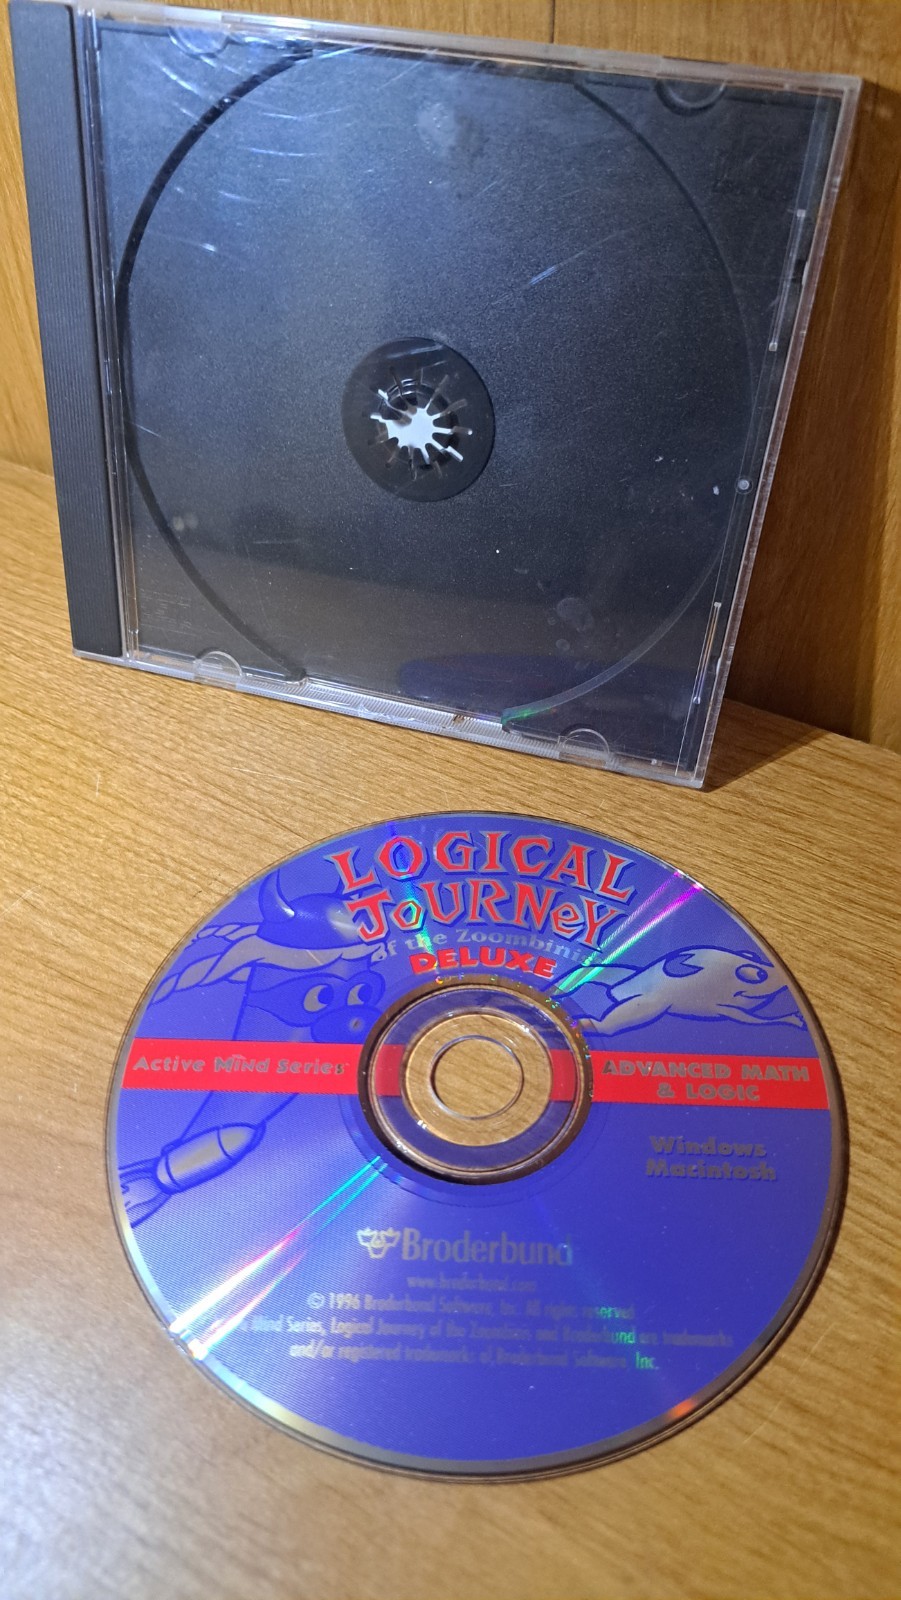 LOGICAL
JOURNEY
of the Zoombinis
DELUXE
Active Mind Series™
ADVANCED MATH
& LOGIC
Windows
Macintosh
Broderbund
www.broderbund.com
© 1996 Broderbund Software, Inc. All rights reserved.
Mind Series, Logical Journey of the Zoombinis and Broderbund are trademarks
and/or registered trademarks of Broderbund Software, Inc.